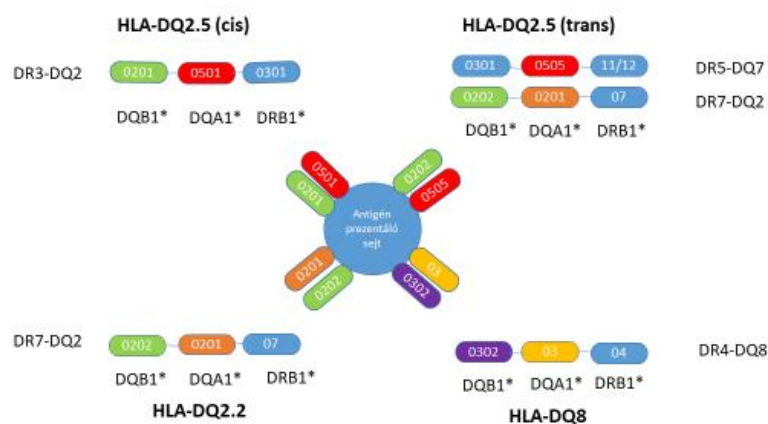 HLA-DQ2.5 (cis)
DR3-DQ2
0201 0501 0301
DQB1* DQA1* DRB1*
HLA-DQ2.5 (trans)
0301 0505 11/12 DR5-DQ7
0202 0201 07 DR7-DQ2
DQB1* DQA1* DRB1*
0501
0201
0202
0505
Antigén
prezentáló
sejt
0201
0202
03
0302
DR7-DQ2
0202 0201 07
DQB1* DQA1* DRB1*
HLA-DQ2.2
0302 03 04 DR4-DQ8
DQB1* DQA1* DRB1*
HLA-DQ8